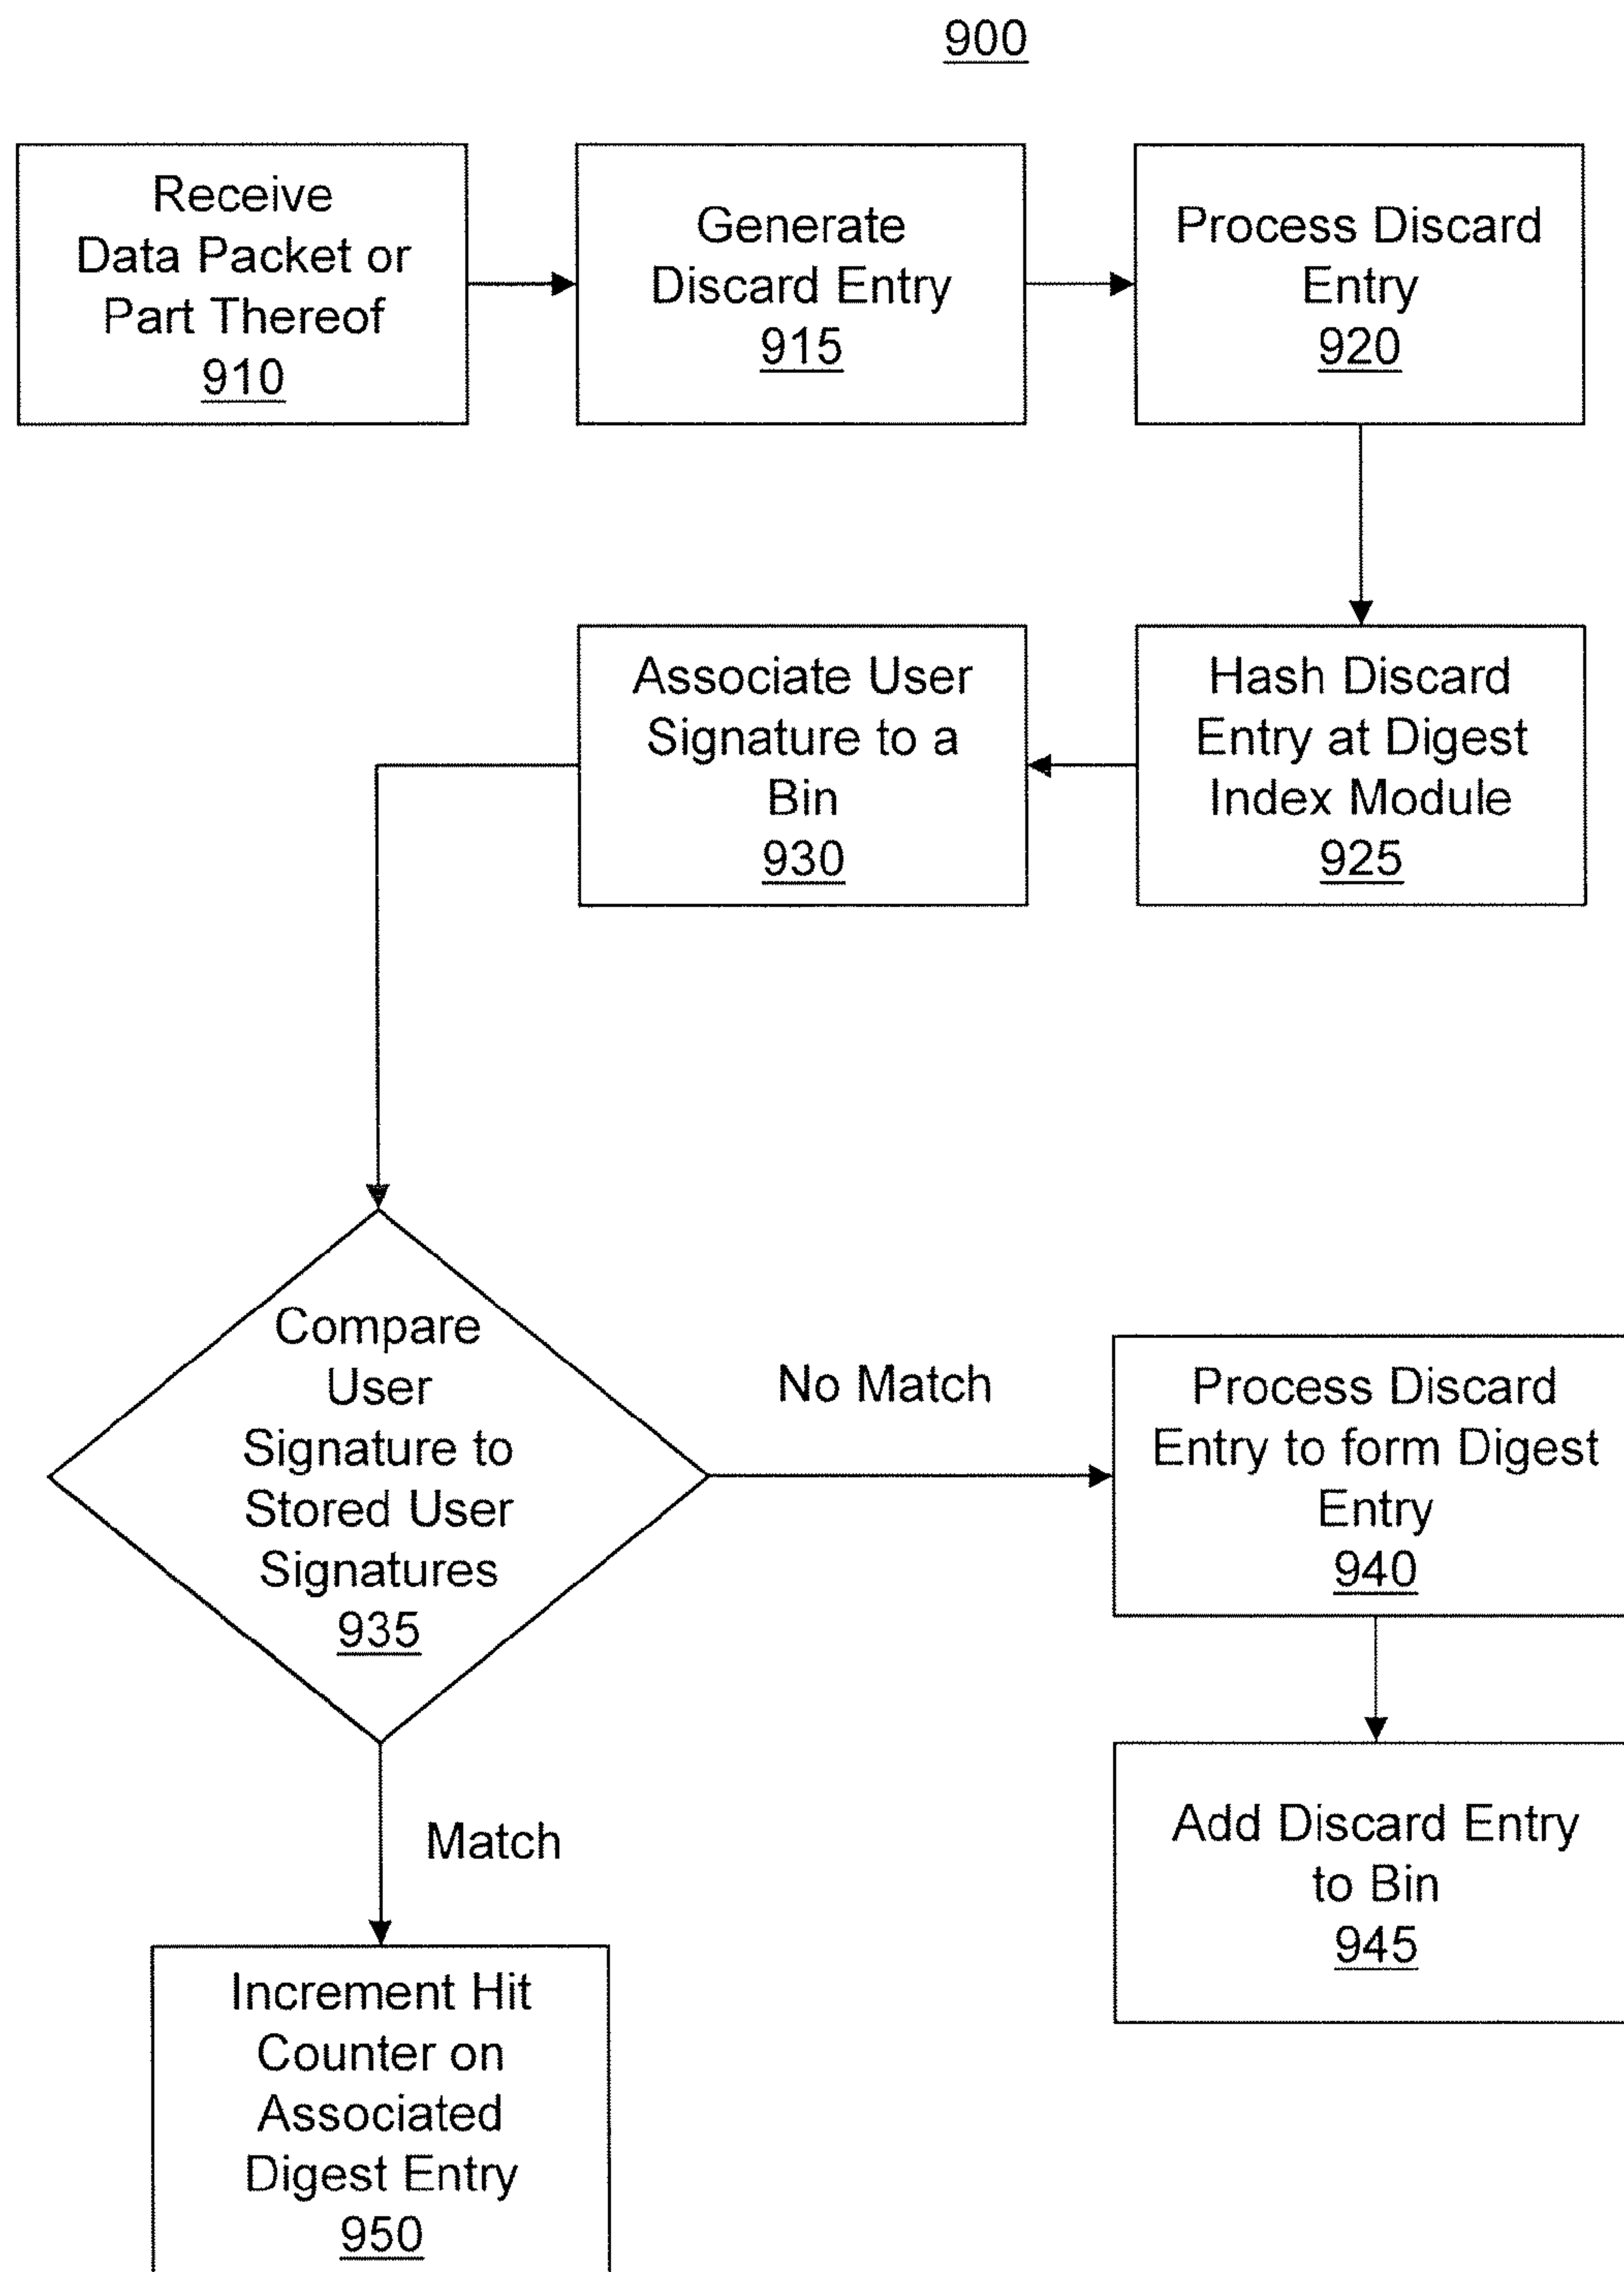 900
Receive
Data Packet or
Part Thereof
910
Generate
Discard Entry
915
Process Discard
Entry
920
Hash Discard
Entry at Digest
Index Module
925
Associate User
Signature to a
Bin
930
Compare
User
Signature to
Stored User
Signatures
935
No Match
Process Discard
Entry to form Digest
Entry
940
Add Discard Entry
to Bin
945
Match
Increment Hit
Counter on
Associated
Digest Entry
950